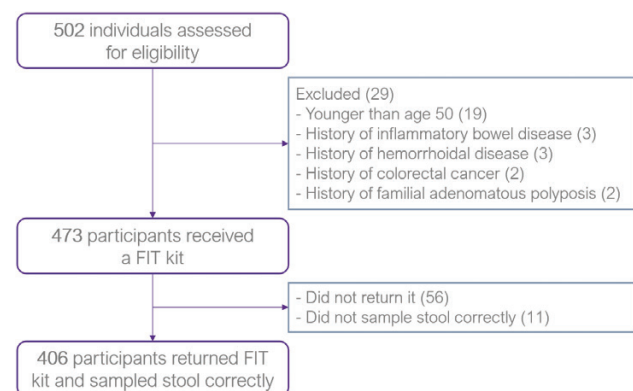 502 individuals assessed
for eligibility
Excluded (29)
- Younger than age 50 (19)
- History of inflammatory bowel disease (3)
- History of hemorrhoidal disease (3)
- History of colorectal cancer (2)
- History of familial adenomatous polyposis (2)
473 participants received
a FIT kit
- Did not return it (56)
- Did not sample stool correctly (11)
406 participants returned FIT
kit and sampled stool correctly